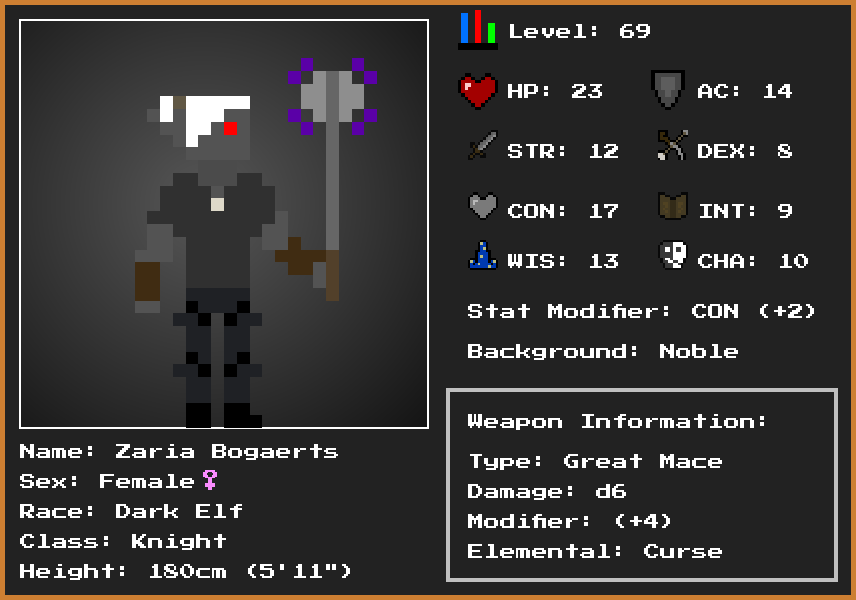 Level: 69
HP: 23
AC: 14
STR: 12
DEX: 8
CON: 17
INT: 9
WIS: 13
CHA: 10
Stat Modifier: CON (+2)
Background: Noble
Weapon Information:
Type: Great Mace
Damage: d6
Modifier: (+4)
Elemental: Curse
Name: Zaria Bogaerts
Sex: Female♀
Race: Dark Elf
Class: Knight
Height: 180cm (5'11")